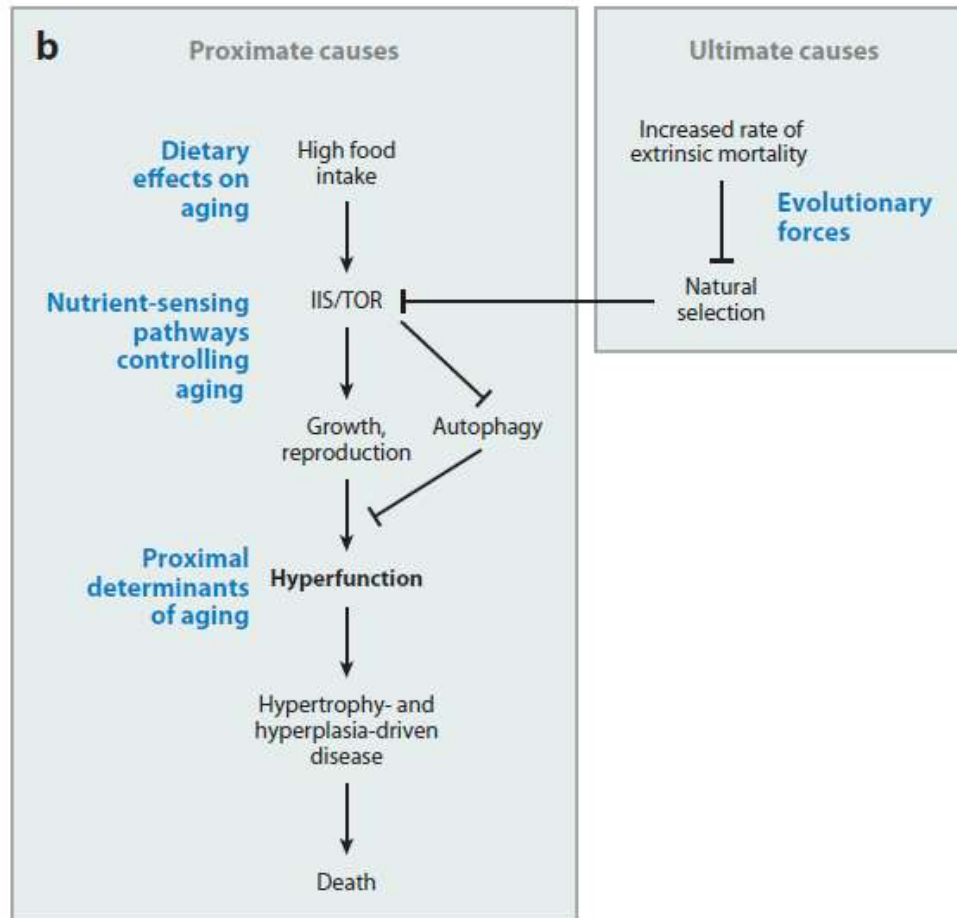 b
Proximate causes
Dietary
effects on
aging
High food
intake
Nutrient-sensing
pathways
controlling
aging
IIS/TOR
Growth,
reproduction
Autophagy
Proximal
determinants
of aging
Hyperfunction
Hypertrophy- and
hyperplasia-driven
disease
Death
Ultimate causes
Increased rate of
extrinsic mortality
Evolutionary
forces
Natural
selection